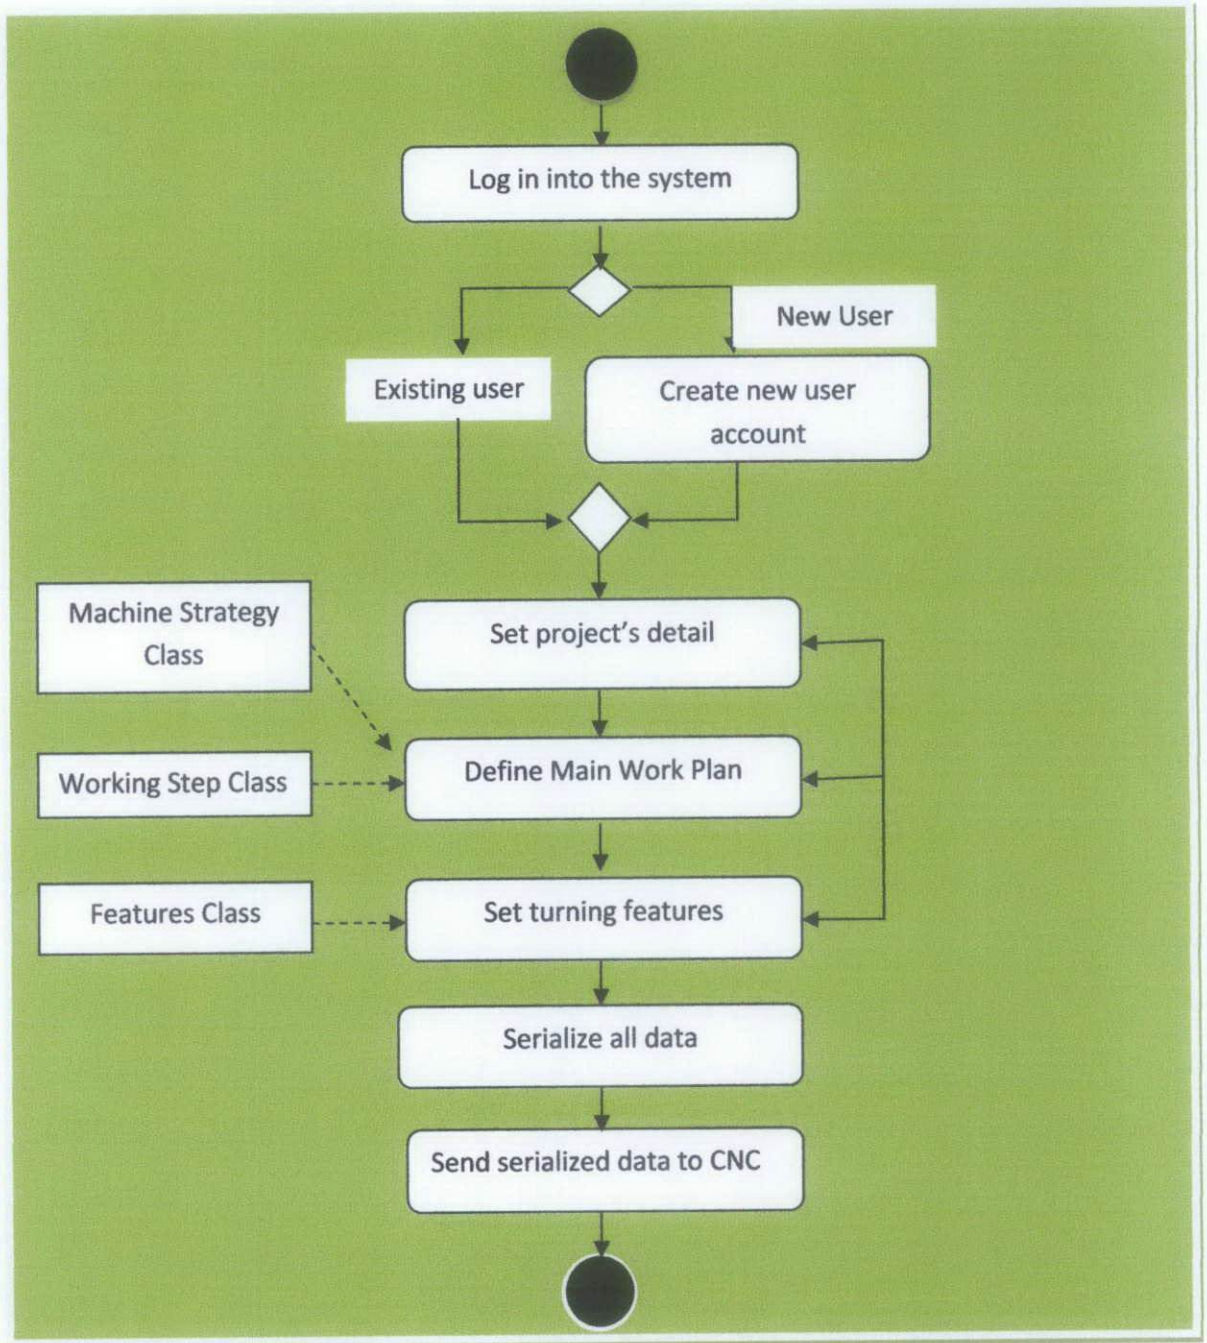 Log in into the system
New User
Existing user
Create new user
account
Machine Strategy
Class
Set project's detail
Working Step Class
Define Main Work Plan
Features Class
Set turning features
Serialize all data
Send serialized data to CNC